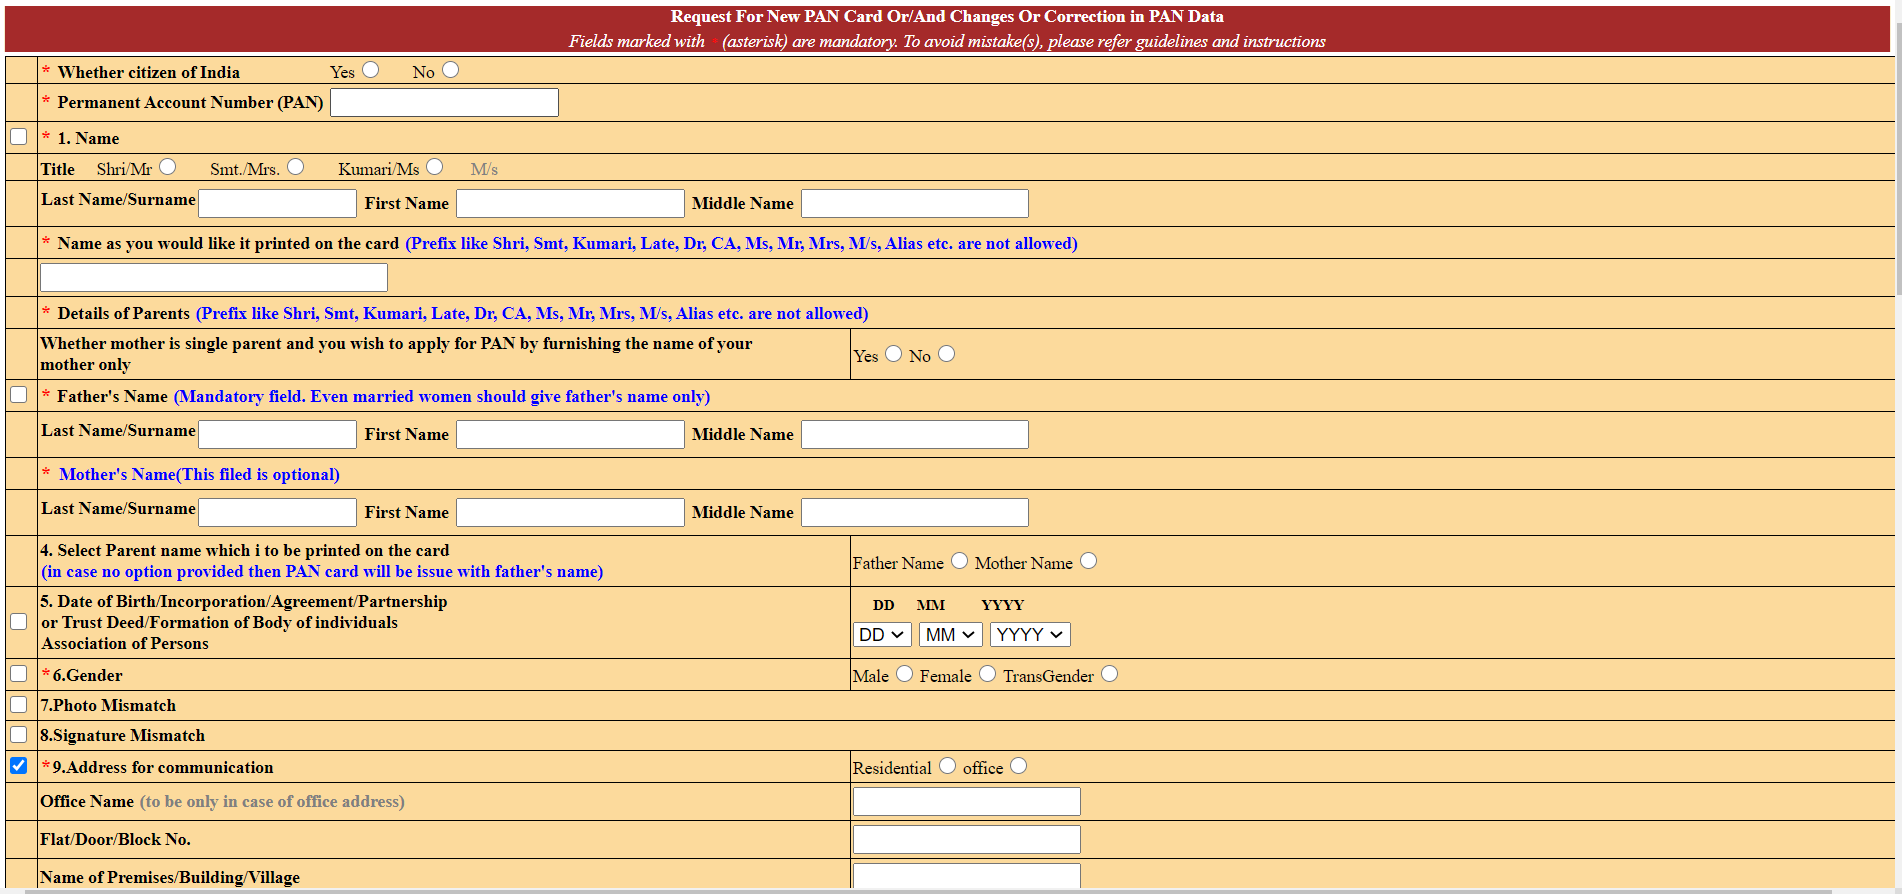 Request For New PAN Card Or/And Changes Or Correction in PAN Data
Fields marked with * (asterisk) are mandatory. To avoid mistake(s), please refer guidelines and instructions
* Whether citizen of India Yes No
* Permanent Account Number (PAN)
* 1. Name
Title Shri/Mr Smt./Mrs. Kumari/Ms M/s
Last Name/Surname First Name Middle Name
* Name as you would like it printed on the card (Prefix like Shri, Smt, Kumari, Late, Dr, CA, Ms, Mr, Mrs, M/s, Alias etc. are not allowed)
* Details of Parents (Prefix like Shri, Smt, Kumari, Late, Dr, CA, Ms, Mr, Mrs, M/s, Alias etc. are not allowed)
Whether mother is single parent and you wish to apply for PAN by furnishing the name of your
mother only
Yes No
* Father's Name (Mandatory field. Even married women should give father's name only)
Last Name/Surname First Name Middle Name
* Mother's Name(This filed is optional)
Last Name/Surname First Name Middle Name
4. Select Parent name which i to be printed on the card
(in case no option provided then PAN card will be issue with father's name)
Father Name Mother Name
5. Date of Birth/Incorporation/Agreement/Partnership
or Trust Deed/Formation of Body of individuals
Association of Persons
DD MM YYYY
DD MM YYYY
*6.Gender Male Female TransGender
7.Photo Mismatch
8.Signature Mismatch
*9.Address for communication Residential office
Office Name (to be only in case of office address)
Flat/Door/Block No.
Name of Premises/Building/Village